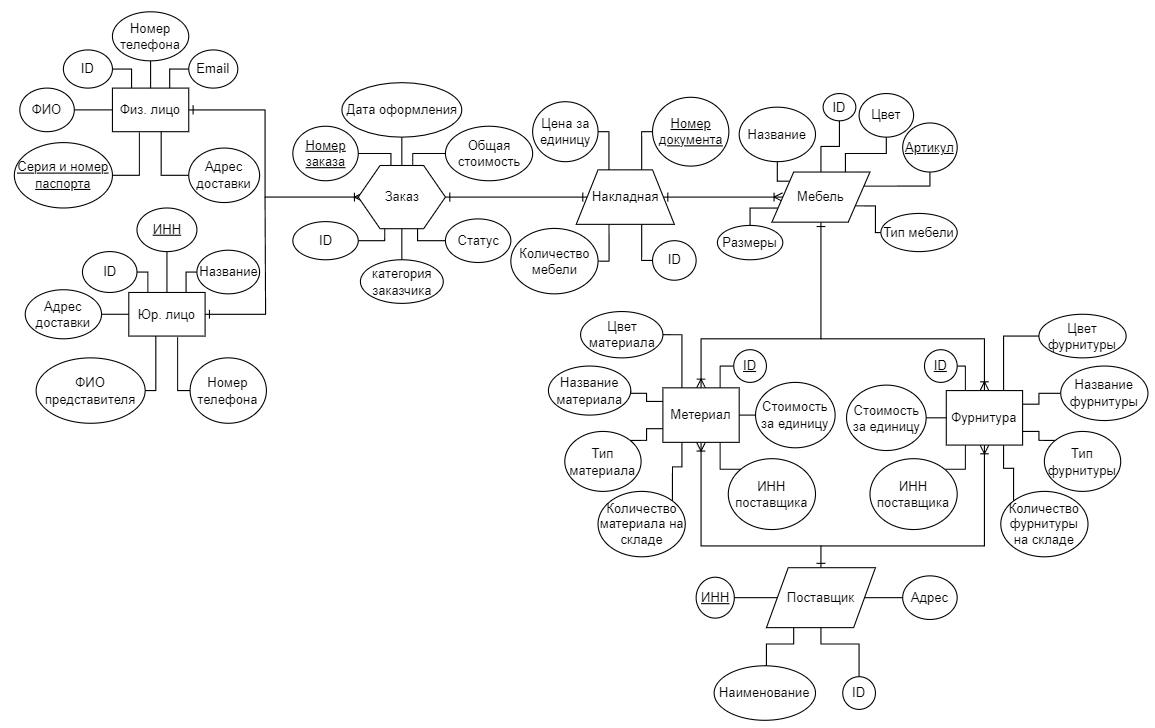 Номер
телефона
ID
Email
ФИО
Физ. лицо
Серия и номер
паспорта
Адрес
доставки
ИНН
ID
Название
Адрес
доставки
Юр. лицо
ФИО
представителя
Номер
телефона
Дата оформления
Номер
заказа
Общая
стоимость
Заказ
ID
Статус
категория
заказчика
Цена за
единицу
Номер
документа
Накладная
Количество
мебели
ID
ID
Цвет
Название
Артикул
Мебель
Размеры
Тип мебели
Цвет
материала
ID
Название
материала
Метериал
Стоимость
за единицу
Тип
материала
ИНН
поставщика
Количество
материала на
складе
Цвет
фурнитуры
ID
Название
фурнитуры
Стоимость
за единицу
Фурнитура
Тип
фурнитуры
ИНН
поставщика
Количество
фурнитуры
на складе
ИНН
Поставщик
Адрес
Наименование
ID